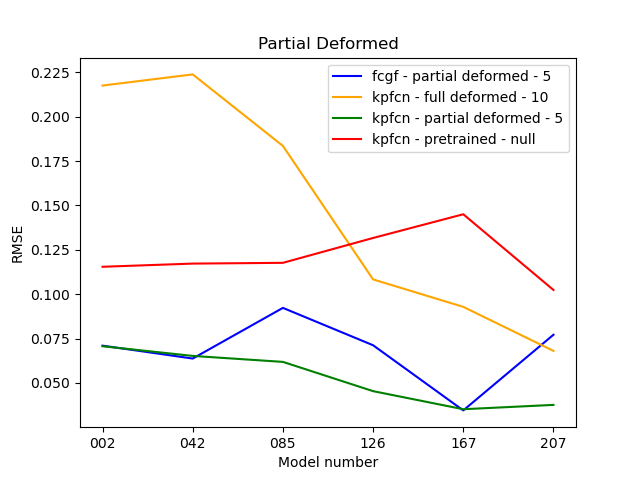 Partial Deformed
fcgf - partial deformed - 5
kpfcn - full deformed - 10
kpfcn - partial deformed - 5
kpfcn - pretrained - null
RMSE
0.225
0.200
0.175
0.150
0.125
0.100
0.075
0.050
002 042 085 126 167 207
Model number